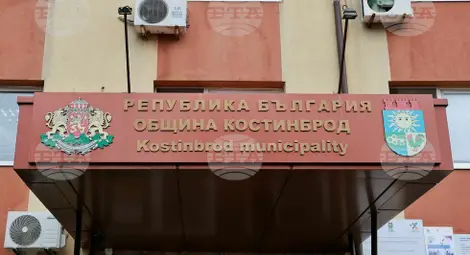 РЕПУБЛИКА БЪЛГАРИЯ
ОБЩИНА КОСТИНБРОД
Kostinbrod municipality